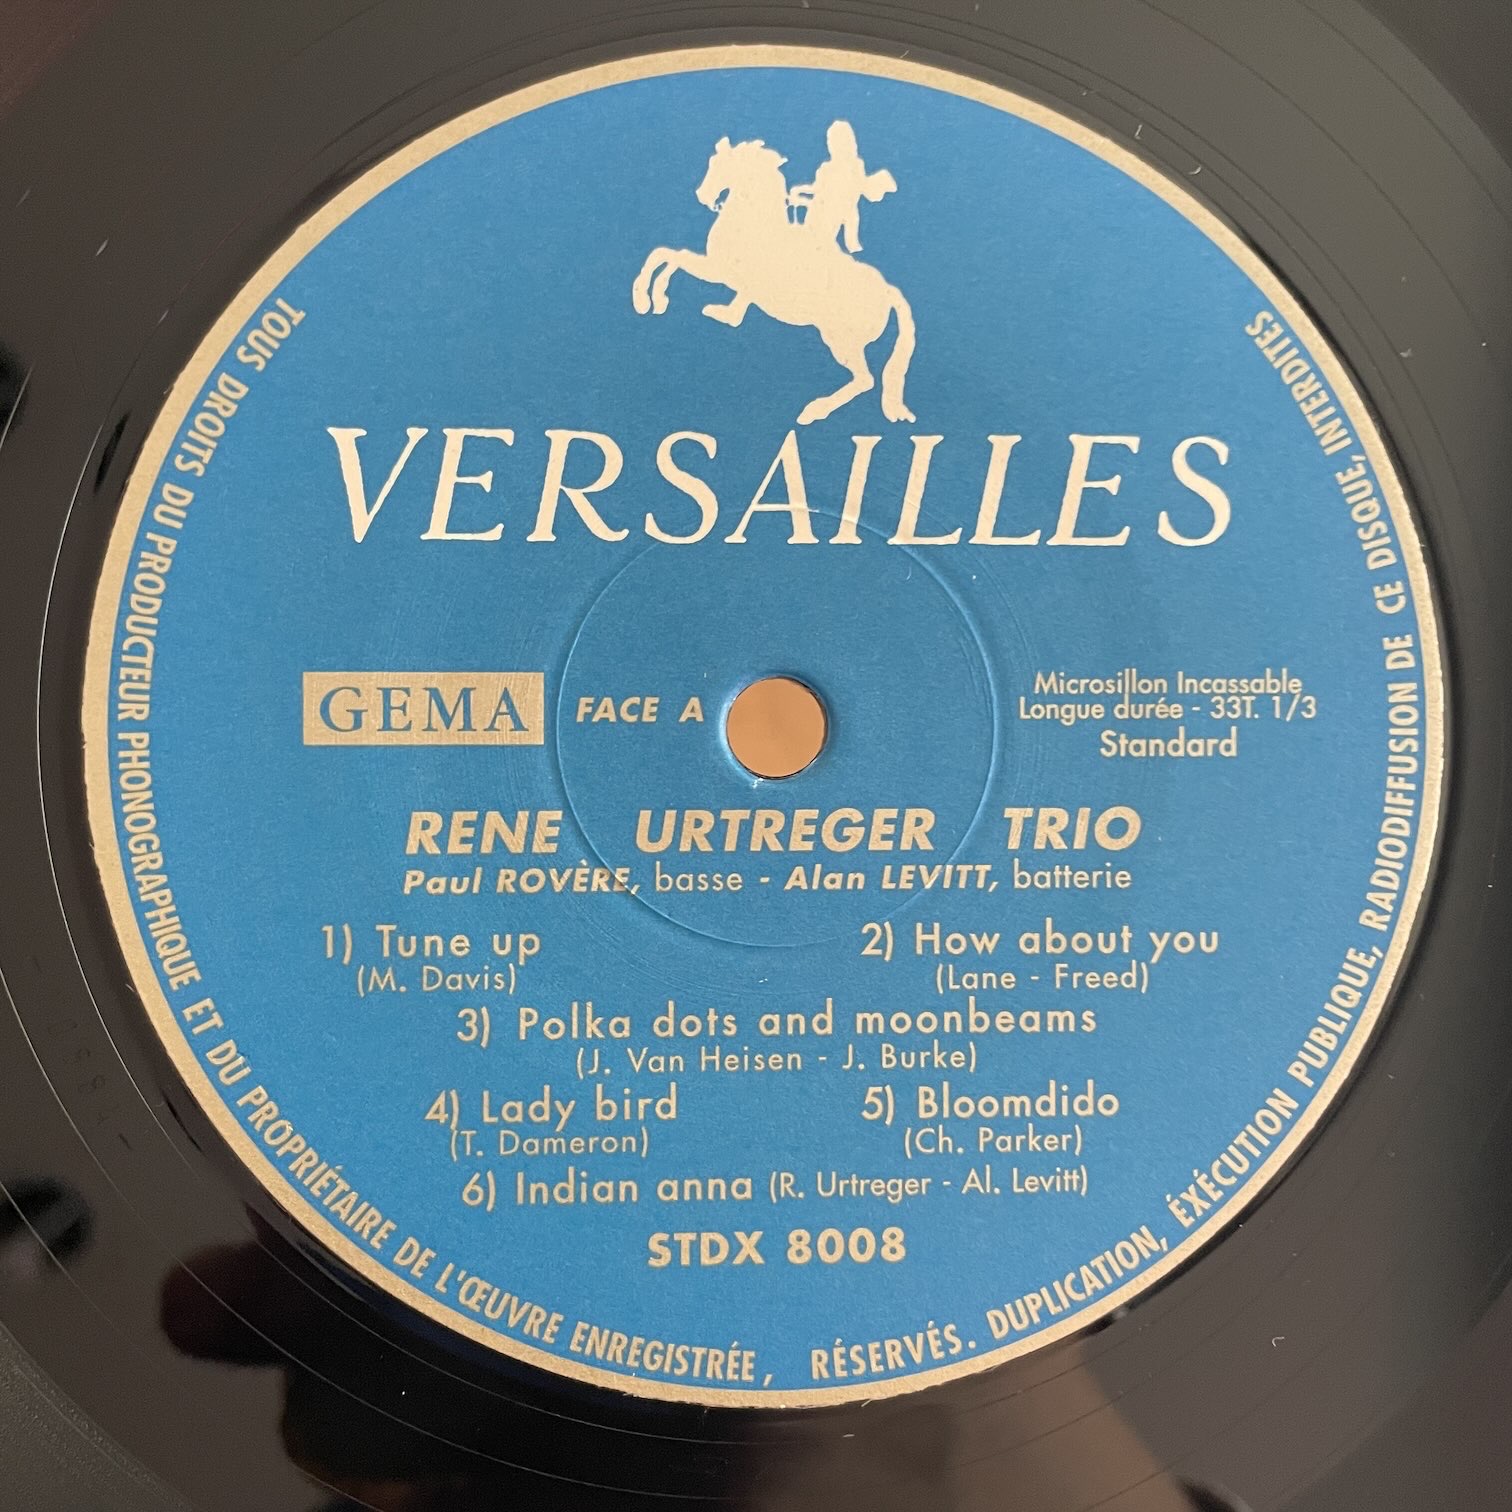 VERSAILLES
GEMA
FACE A
Microsillon Incassable
Longue durée - 33T. 1/3
Standard
RENE URTREGER TRIO
Paul ROVÈRE, basse - Alan LEVITT, batterie
1) Tune up
(M. Davis)
2) How about you
(Lane - Freed)
3) Polka dots and moonbeams
(J. Van Heisen - J. Burke)
4) Lady bird
(T. Dameron)
5) Bloomdido
(Ch. Parker)
6) Indian anna (R. Urtreger - Al. Levitt)
STDX 8008
TOUS DROITS DU PRODUCTEUR PHONOGRAPHIQUE ET DU PROPRIÉTAIRE DE L'ŒUVRE ENREGISTRÉE, RÉSERVÉS. DUPLICATION, ÉXÉCUTION PUBLIQUE, RADIODIFFUSION DE CE DISQUE, INTERDITES